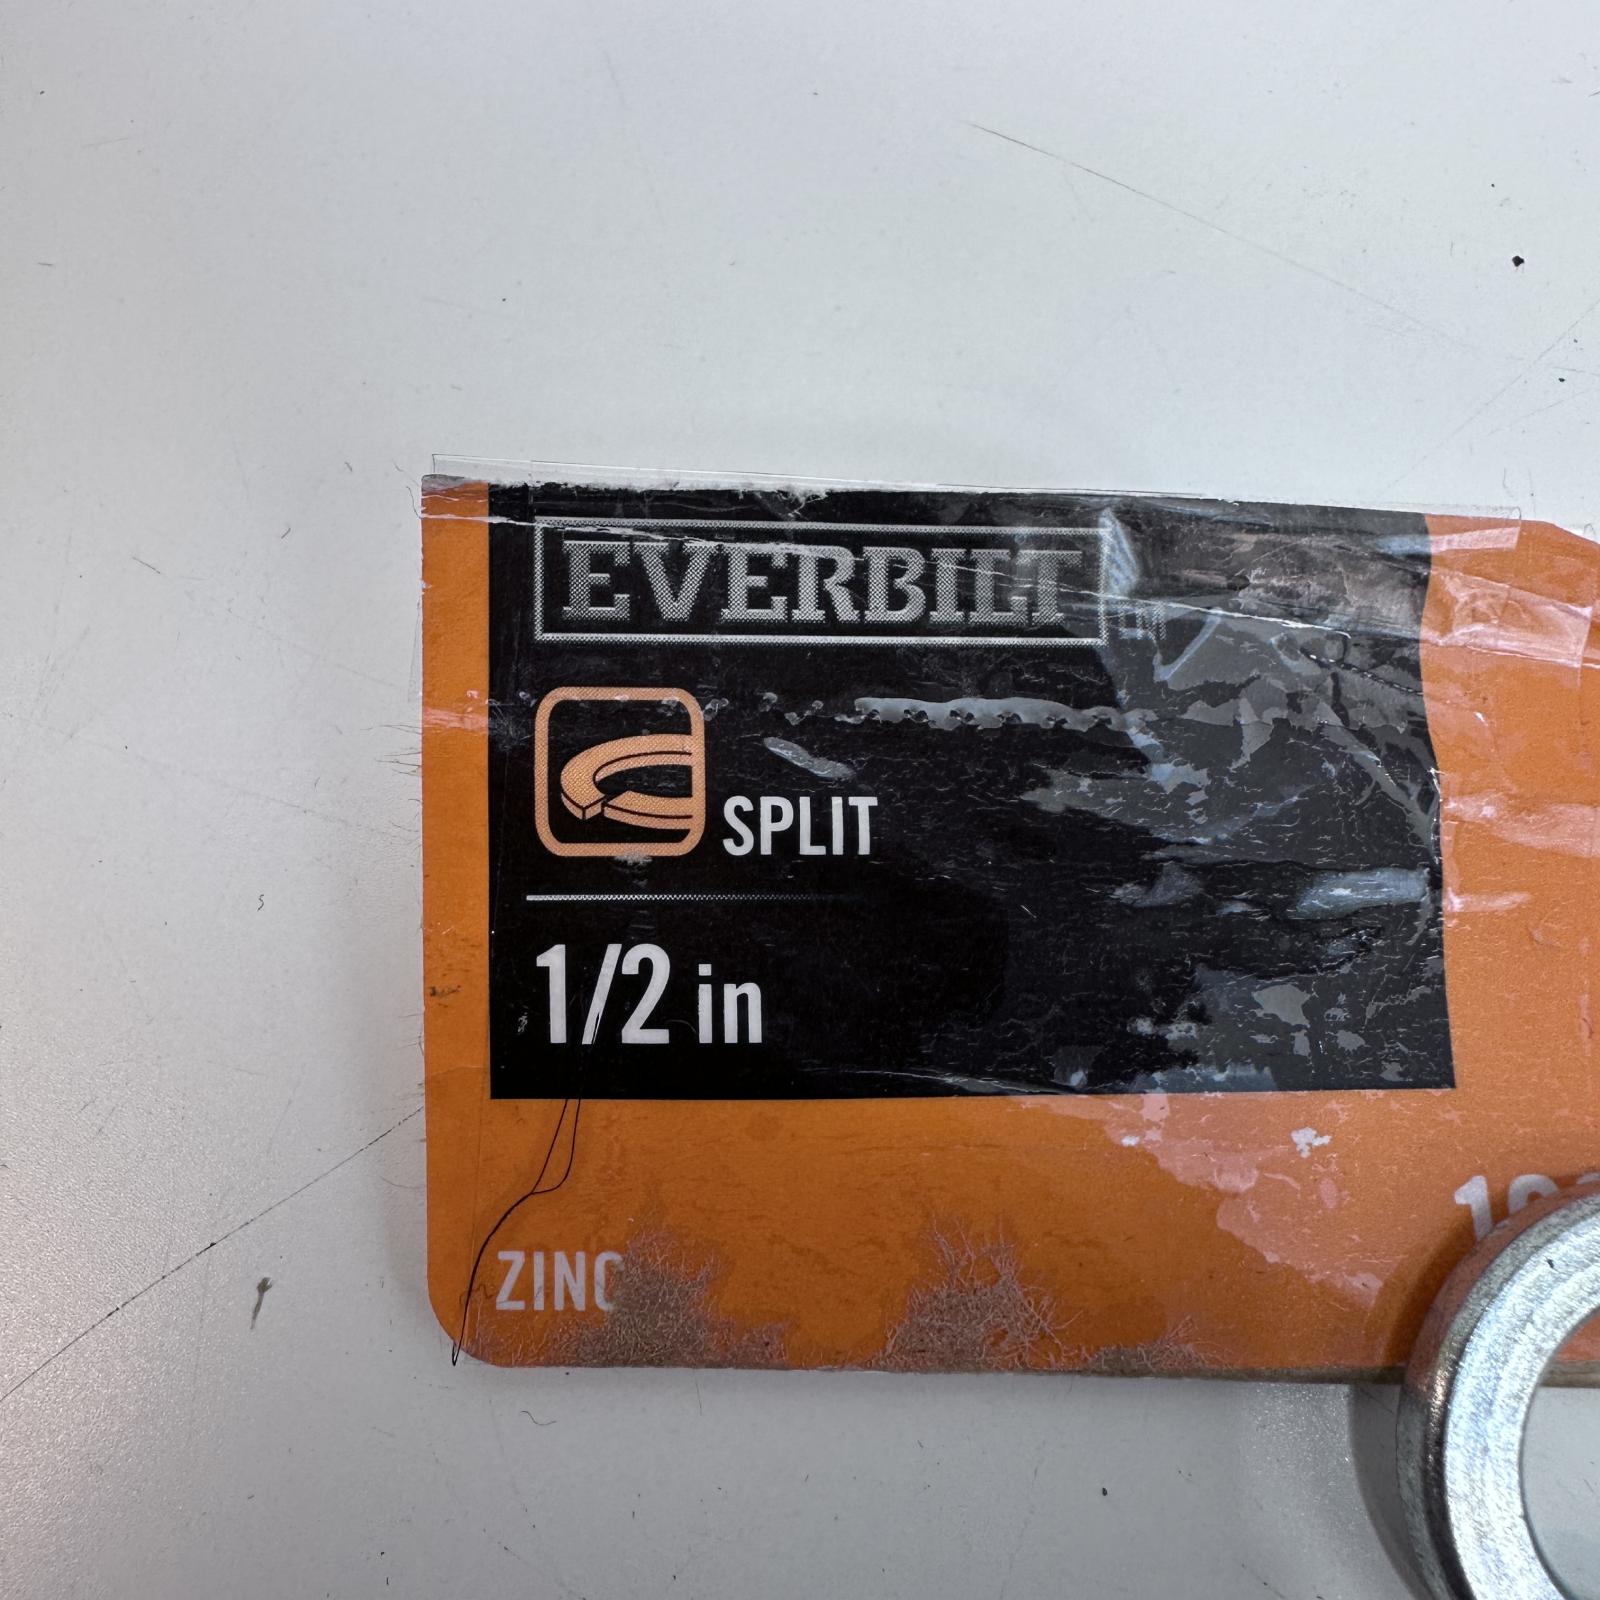 EVERBILT
SPLIT
1/2 in
ZINC